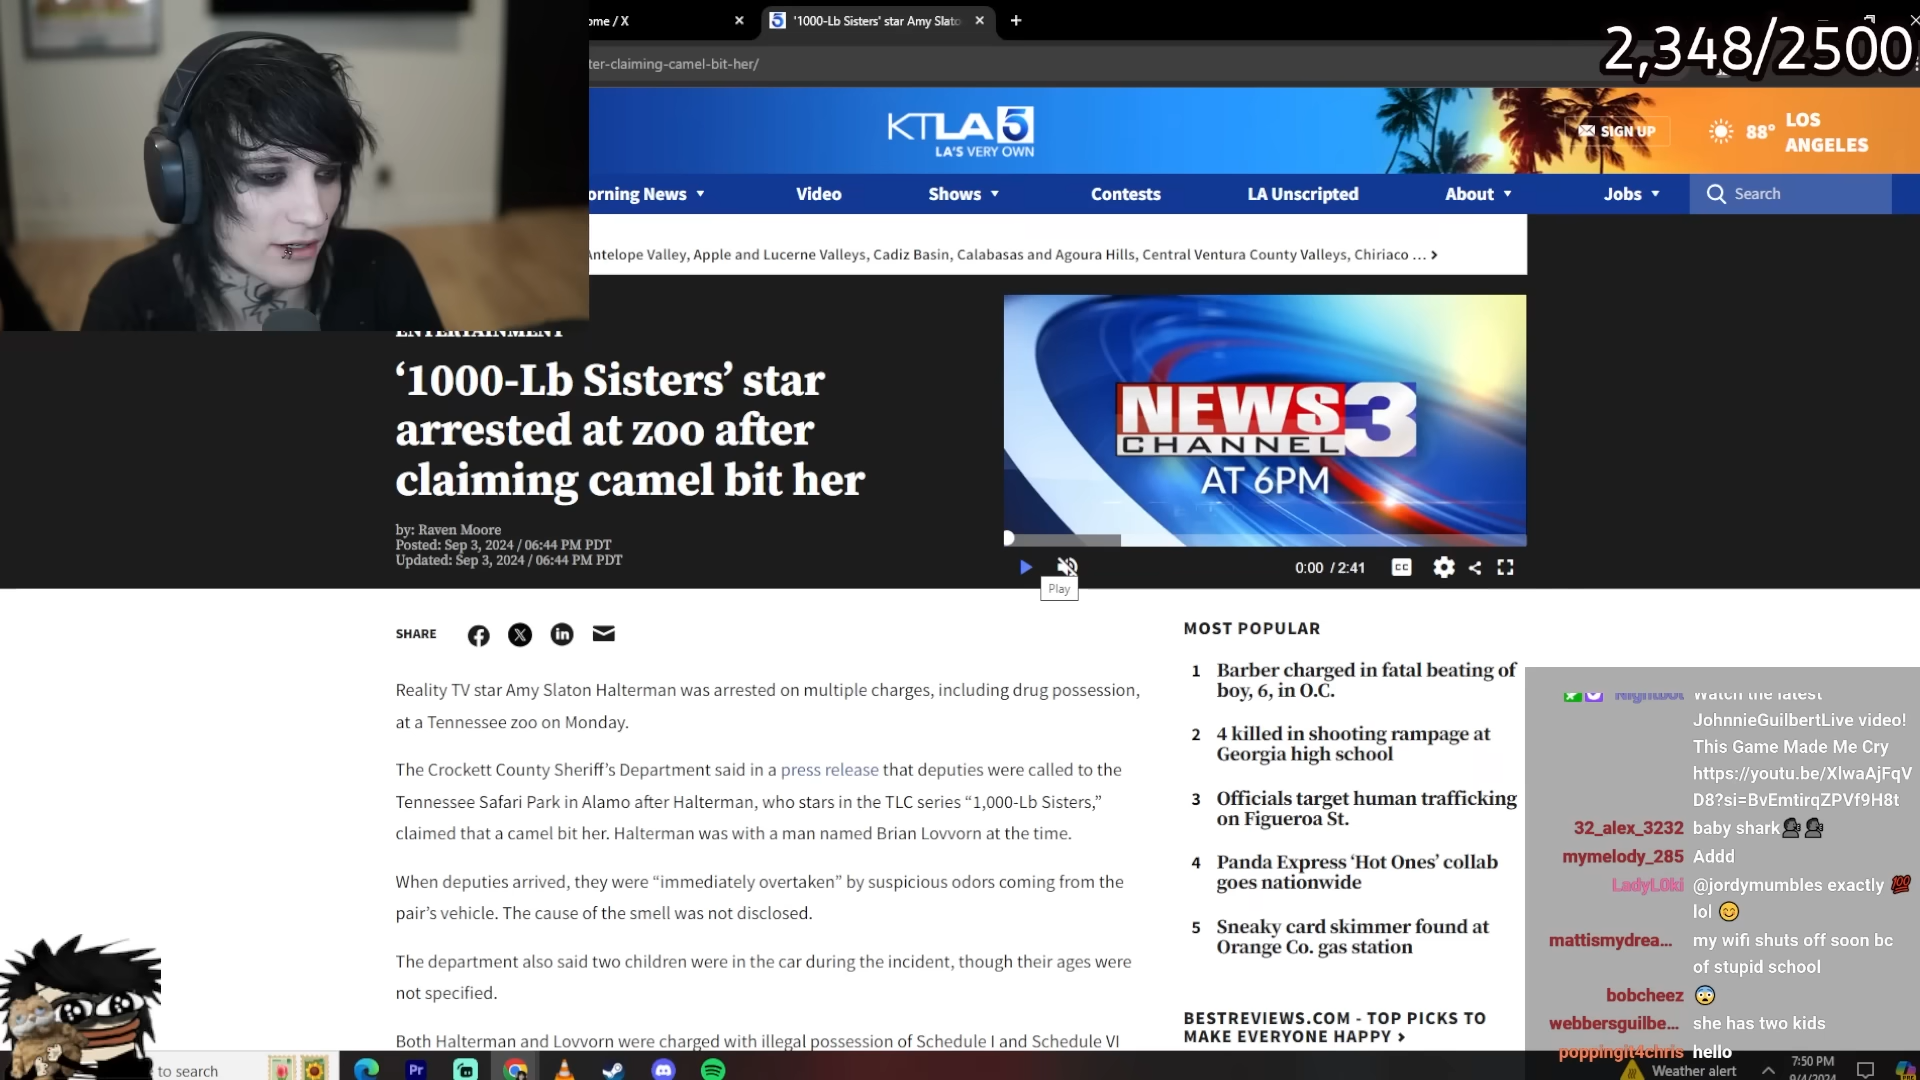 ome / X
'1000-Lb Sisters' star Amy Slato
2,348/2500
ter-claiming-camel-bit-her/
KTLA 5
LA'S VERY OWN
SIGN UP
88°
LOS
ANGELES
orning News
Video
Shows
Contests
LA Unscripted
About
Jobs
Search
Antelope Valley, Apple and Lucerne Valleys, Cadiz Basin, Calabasas and Agoura Hills, Central Ventura County Valleys, Chiriaco ...
ENTERTAINMENT
‘1000-Lb Sisters’ star
arrested at zoo after
claiming camel bit her
by: Raven Moore
Posted: Sep 3, 2024 / 06:44 PM PDT
Updated: Sep 3, 2024 / 06:44 PM PDT
NEWS
CHANNEL 3
AT 6PM
0:00 / 2:41
CC
Play
SHARE
Reality TV star Amy Slaton Halterman was arrested on multiple charges, including drug possession,
at a Tennessee zoo on Monday.
The Crockett County Sheriff’s Department said in a press release that deputies were called to the
Tennessee Safari Park in Alamo after Halterman, who stars in the TLC series “1,000-Lb Sisters,”
claimed that a camel bit her. Halterman was with a man named Brian Lovvorn at the time.
When deputies arrived, they were “immediately overtaken” by suspicious odors coming from the
pair’s vehicle. The cause of the smell was not disclosed.
The department also said two children were in the car during the incident, though their ages were
not specified.
Both Halterman and Lovvorn were charged with illegal possession of Schedule I and Schedule VI
MOST POPULAR
1 Barber charged in fatal beating of
boy, 6, in O.C.
2 4 killed in shooting rampage at
Georgia high school
3 Officials target human trafficking
on Figueroa St.
4 Panda Express ‘Hot Ones’ collab
goes nationwide
5 Sneaky card skimmer found at
Orange Co. gas station
BESTREVIEWS.COM - TOP PICKS TO
MAKE EVERYONE HAPPY
Nightbot Watch the latest
JohnnieGuilbertLive video!
This Game Made Me Cry
https://youtu.be/XlwaAjFqV
D8?si=BvEmtirqZPVf9H8t
32_alex_3232 baby shark🗣🗣
mymelody_285 Addd
LadyL0ki @jordymumbles exactly 💯
lol 😊
mattismydrea... my wifi shuts off soon bc
of stupid school
bobcheez 😨
webbersguilbe... she has two kids
poppingit4chris hello
to search
Pr
Weather alert
7:50 PM
9/4/2024